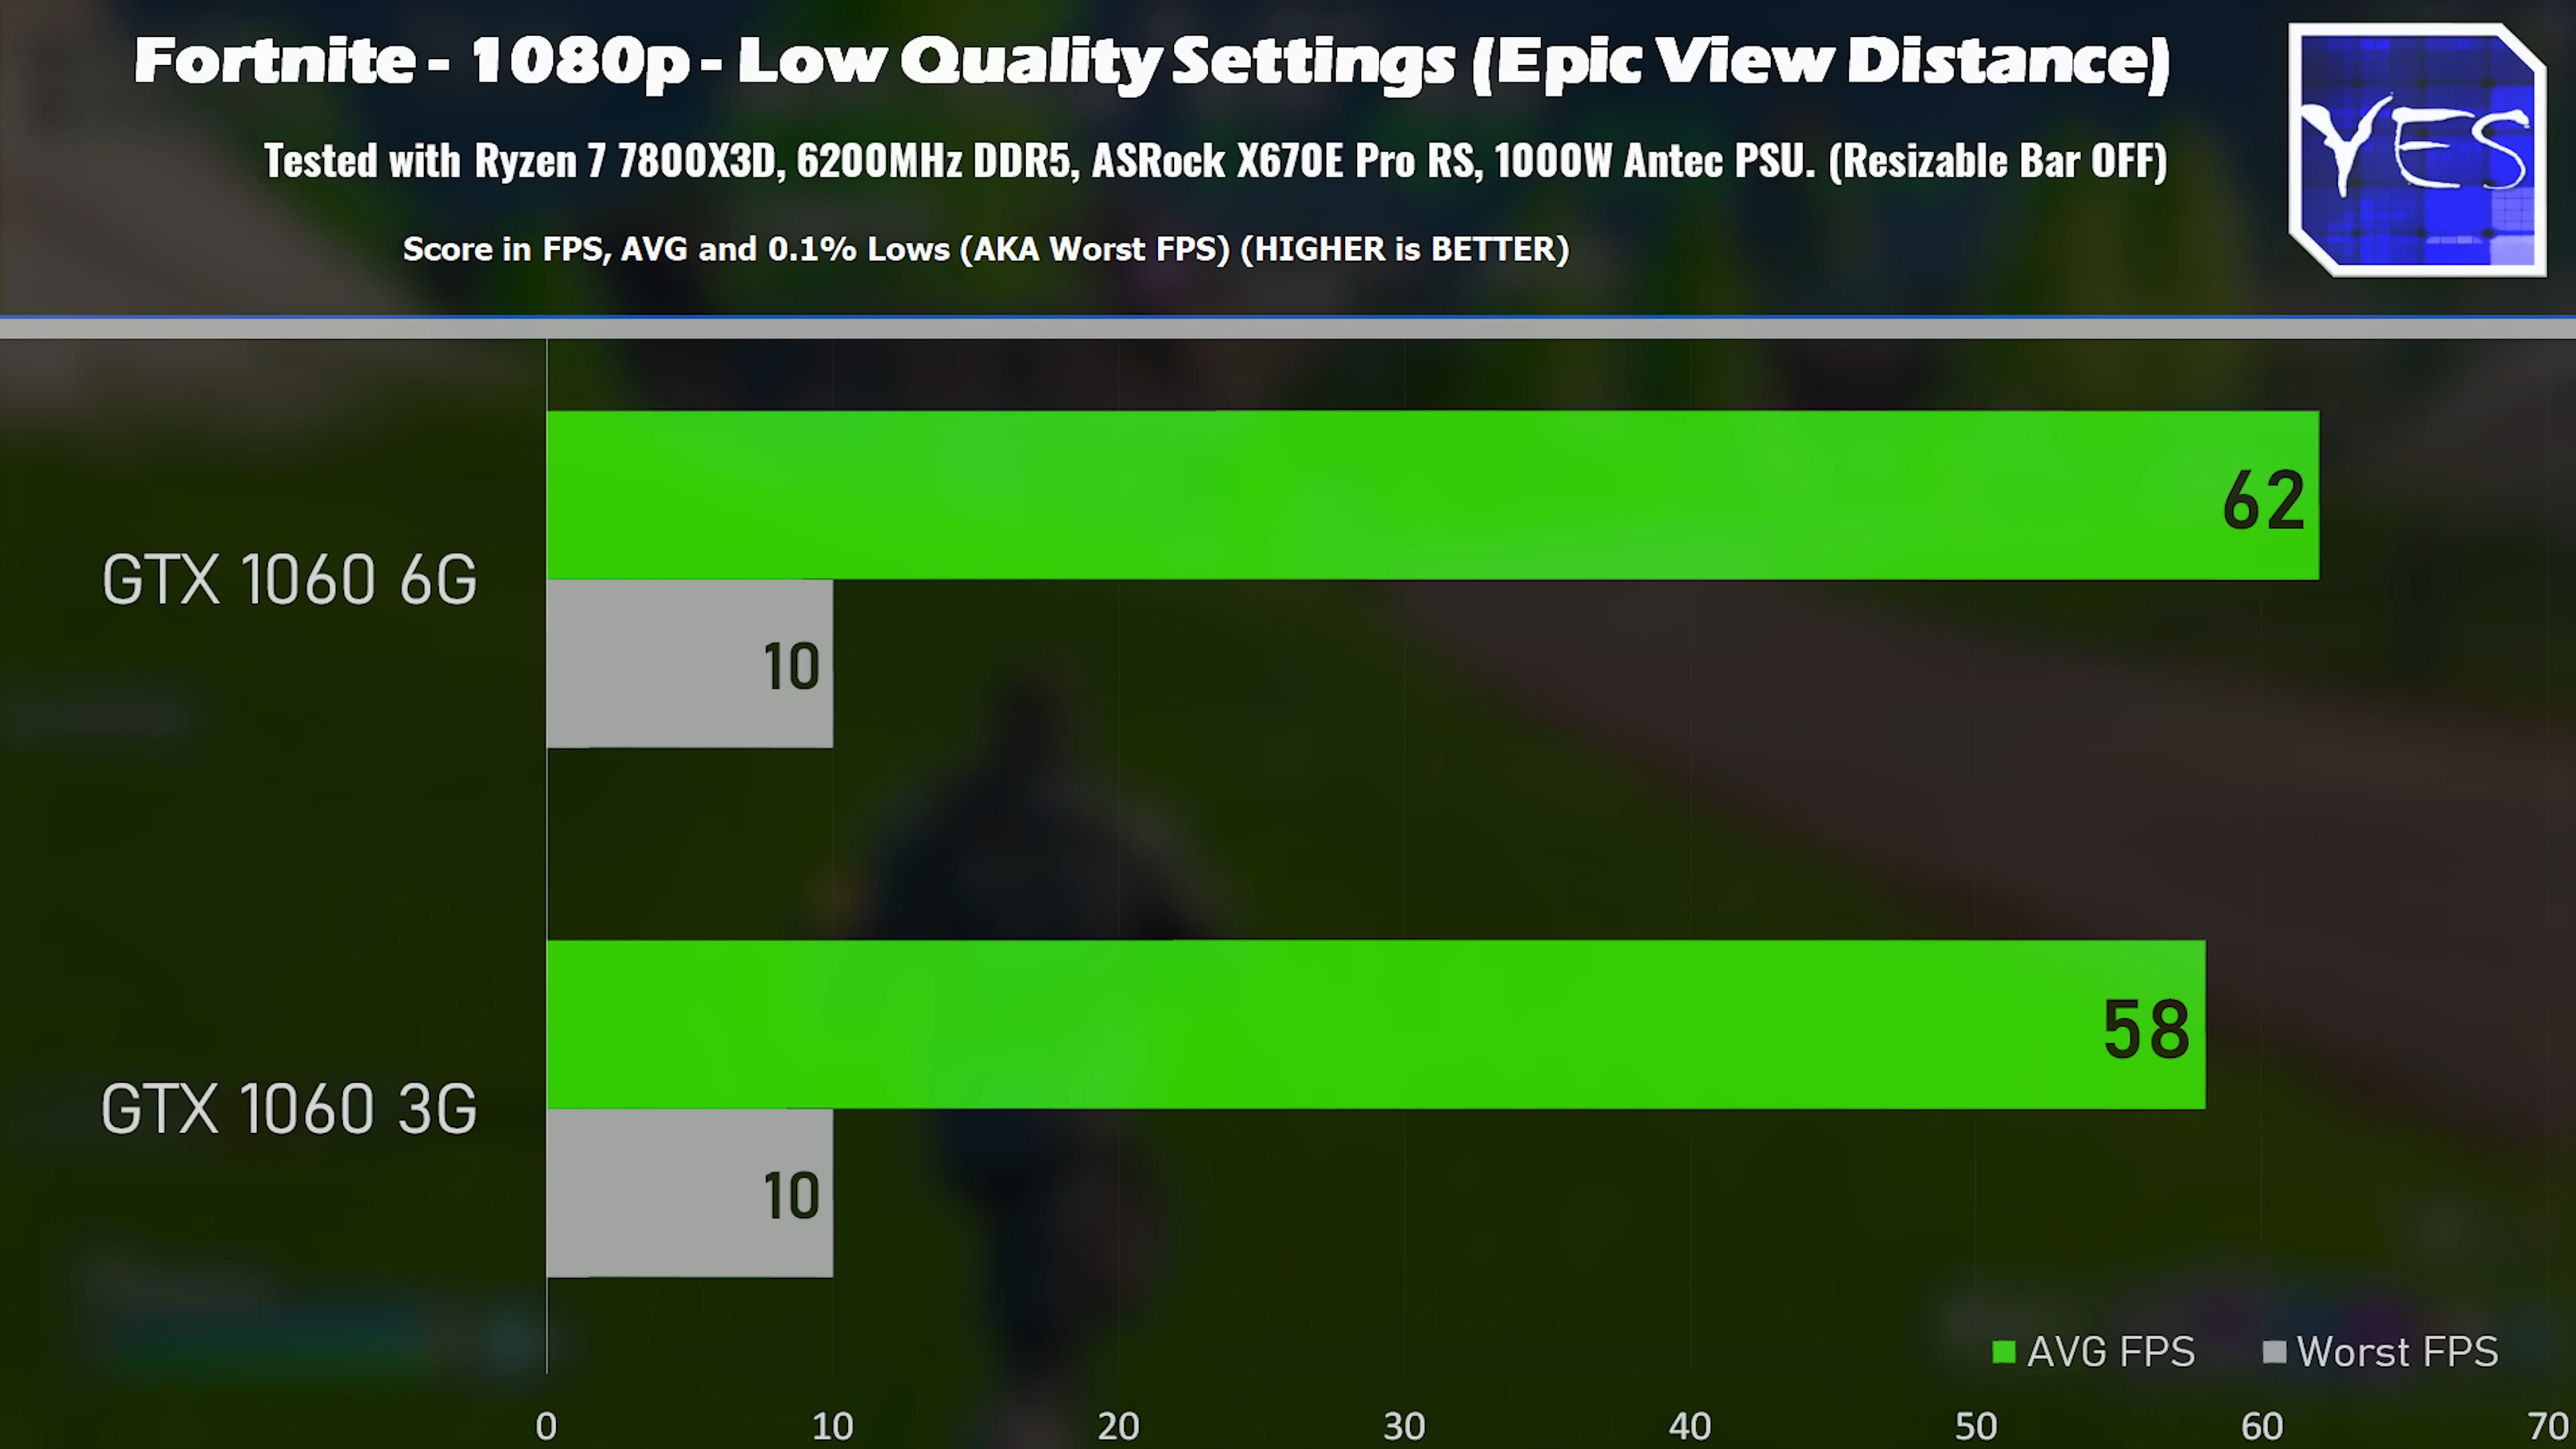 Fortnite - 1080p - Low Quality Settings (Epic View Distance)
Tested with Ryzen 7 7800X3D, 6200MHz DDR5, ASRock X670E Pro RS, 1000W Antec PSU. (Resizable Bar OFF)
Score in FPS, AVG and 0.1% Lows (AKA Worst FPS) (HIGHER is BETTER)
YES
62
GTX 1060 6G
10
58
GTX 1060 3G
10
AVG FPS Worst FPS
0 10 20 30 40 50 60 70